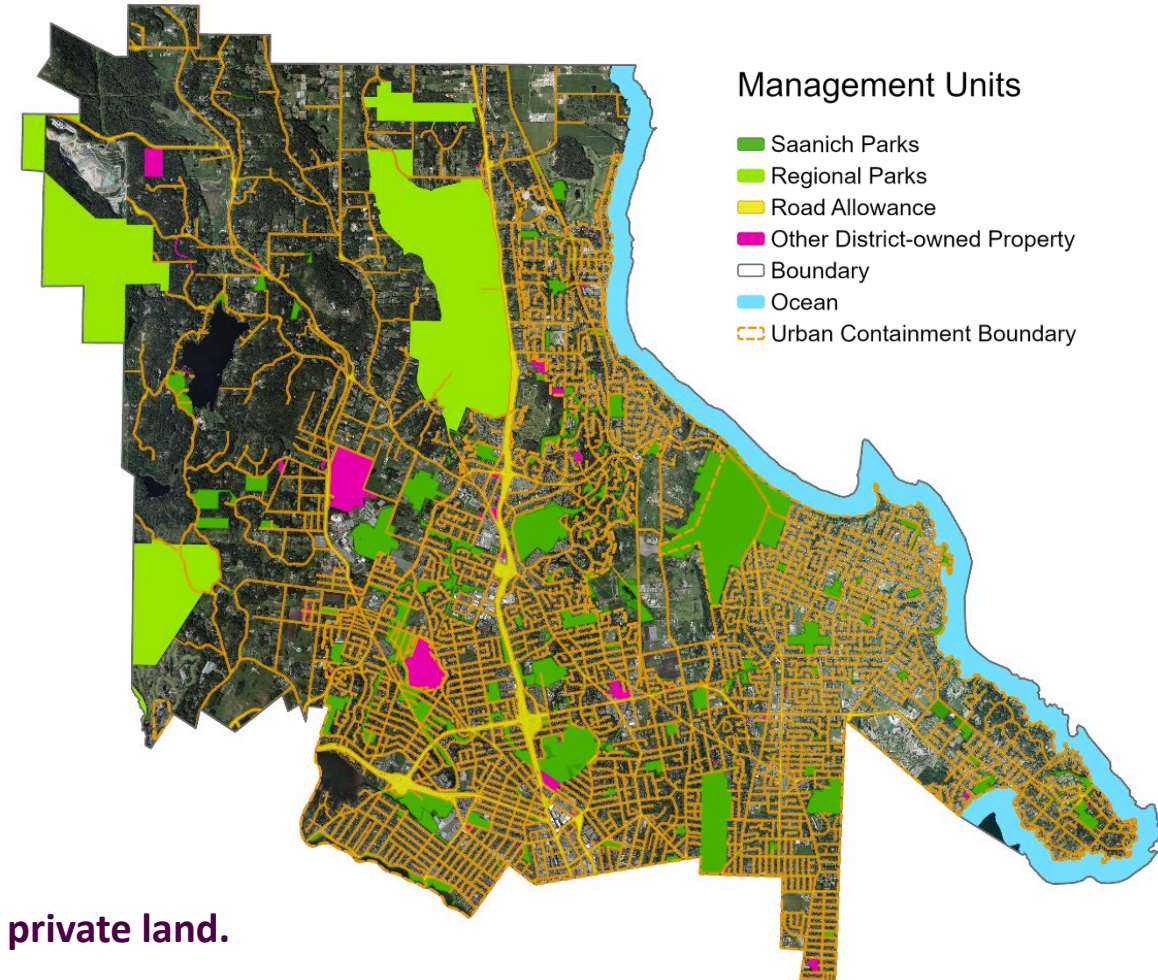 Management Units
Saanich Parks
Regional Parks
Road Allowance
Other District-owned Property
Boundary
Ocean
Urban Containment Boundary
private land.